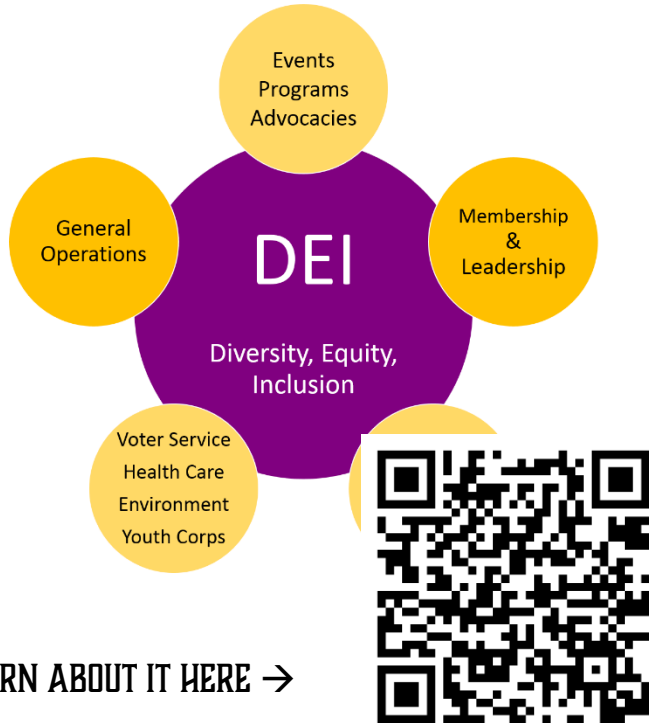 Events
Programs
Advocacies
General
Operations
Membership
&
Leadership
DEI
Diversity, Equity,
Inclusion
Voter Service
Health Care
Environment
Youth Corps
RN ABOUT IT HERE →